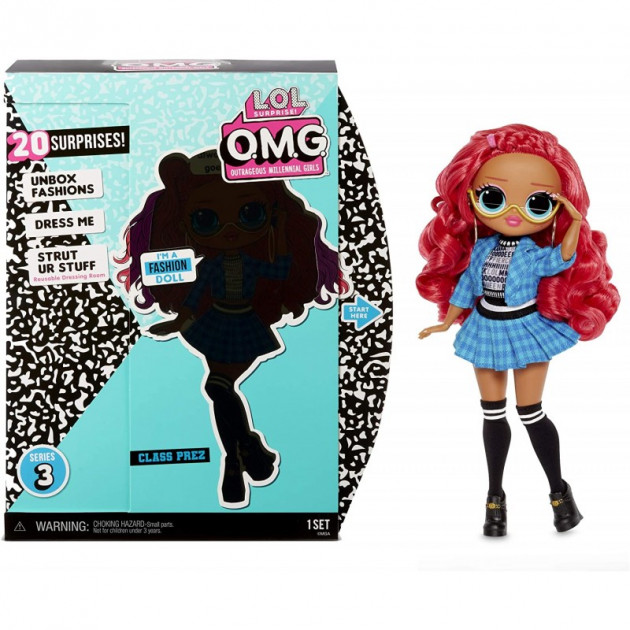 L.O.L.
SURPRISE!
O.M.G.
OUTRAGEOUS MILLENNIAL GIRLS
20 SURPRISES!
UNBOX
FASHIONS
DRESS ME
STRUT
UR STUFF
Reusable Dressing Room
I'M A
FASHION
DOLL
START
HERE
CLASS PREZ
SERIES
3
WARNING: CHOKING HAZARD-Small parts.
Not for children under 3 years.
1 SET